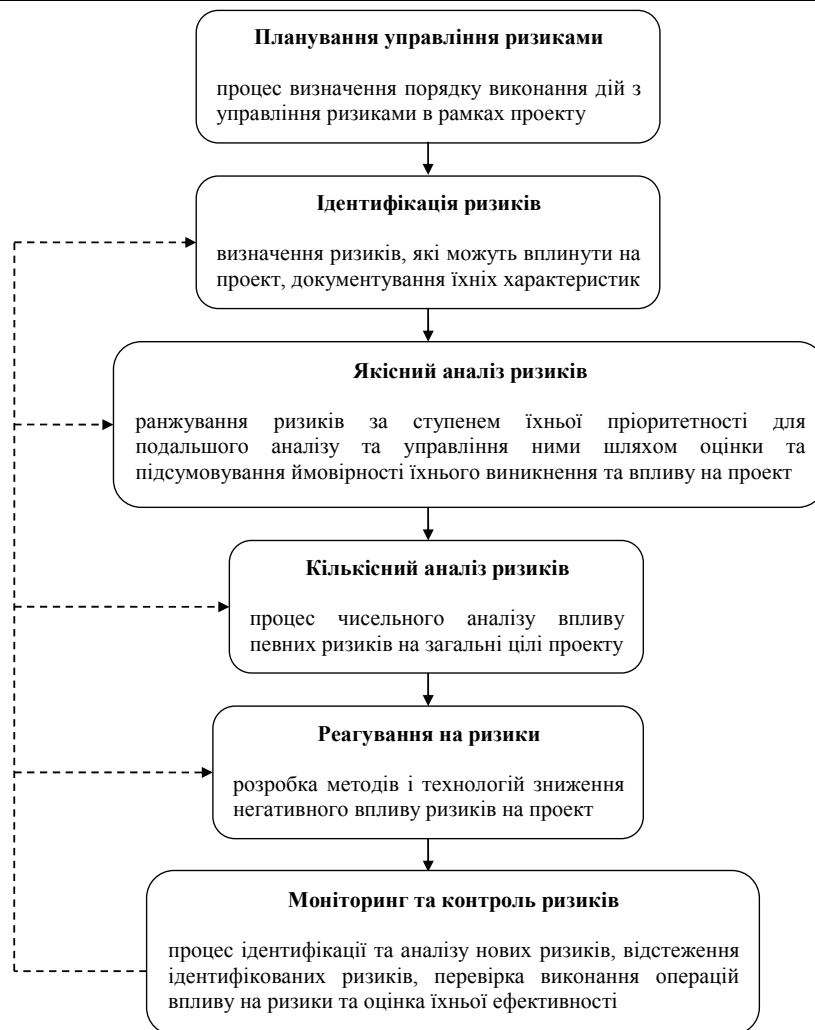 Планування управління ризиками
процес визначення порядку виконання дій з
управління ризиками в рамках проекту
Ідентифікація ризиків
визначення ризиків, які можуть вплинути на
проект, документування їхніх характеристик
Якісний аналіз ризиків
ранжування ризиків за ступенем їхньої пріоритетності для
подальшого аналізу та управління ними шляхом оцінки та
підсумовування ймовірності їхнього виникнення та впливу на проект
Кількісний аналіз ризиків
процес чисельного аналізу впливу
певних ризиків на загальні цілі проекту
Реагування на ризики
розробка методів і технологій зниження
негативного впливу ризиків на проект
Моніторинг та контроль ризиків
процес ідентифікації та аналізу нових ризиків, відстеження
ідентифікованих ризиків, перевірка виконання операцій
впливу на ризики та оцінка їхньої ефективності